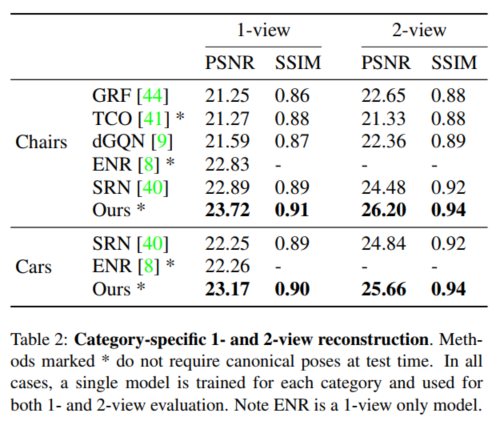 1-view 2-view
PSNR SSIM PSNR SSIM
GRF [44] 21.25 0.86 22.65 0.88
TCO [41] * 21.27 0.88 21.33 0.88
Chairs dGQN [9] 21.59 0.87 22.36 0.89
ENR [8] * 22.83 - - -
SRN [40] 22.89 0.89 24.48 0.92
Ours * 23.72 0.91 26.20 0.94
SRN [40] 22.25 0.89 24.84 0.92
Cars ENR [8] * 22.26 - - -
Ours * 23.17 0.90 25.66 0.94
Table 2: Category-specific 1- and 2-view reconstruction. Meth-
ods marked * do not require canonical poses at test time. In all
cases, a single model is trained for each category and used for
both 1- and 2-view evaluation. Note ENR is a 1-view only model.